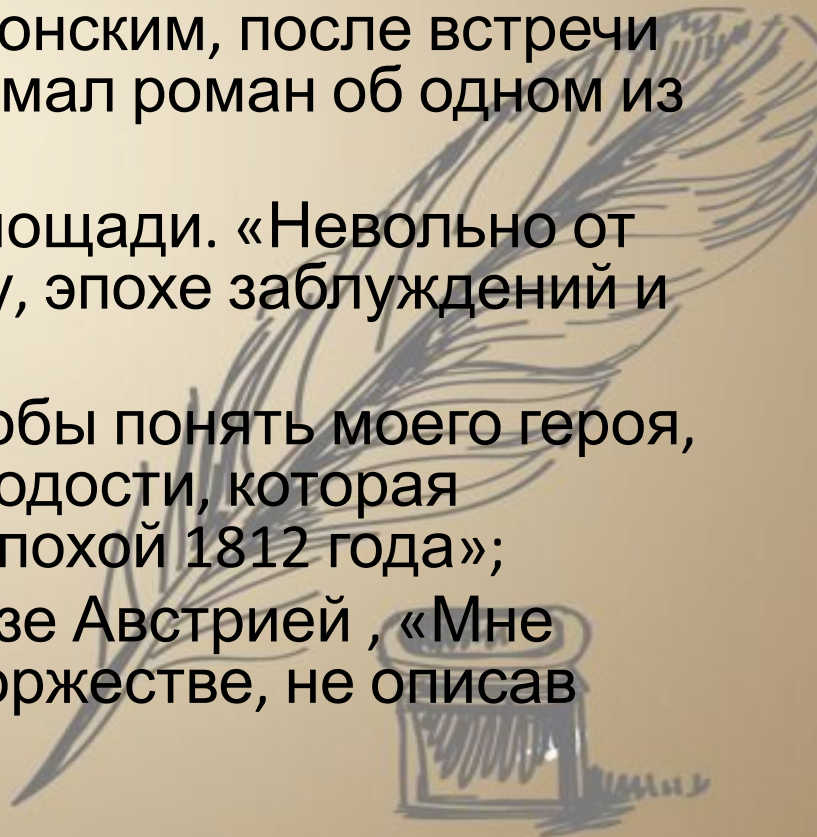 онским, после встречи
мал роман об одном из
ощади. «Невольно от
у, эпохе заблуждений и
обы понять моего героя,
одости, которая
похой 1812 года»;
зе Австрией , «Мне
оржестве, не описав